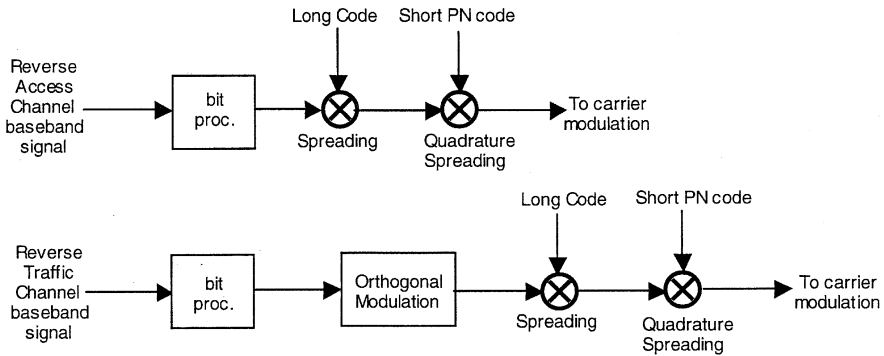 Long Code
Short PN code
Reverse
Access
Channel
baseband
signal
bit
proc.
To carrier
modulation
Spreading
Quadrature
Spreading
Long Code
Short PN code
Reverse
Traffic
Channel
baseband
signal
bit
proc.
Orthogonal
Modulation
To carrier
modulation
Spreading
Quadrature
Spreading